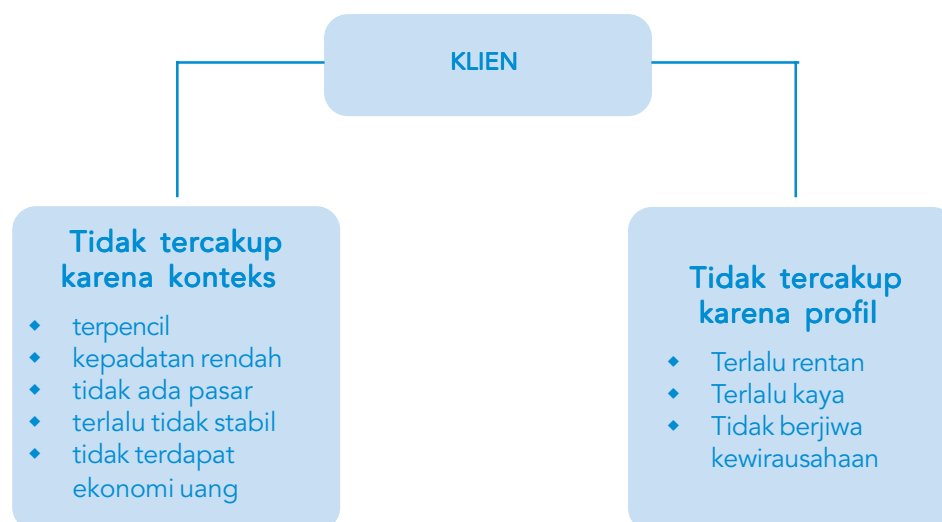 KLIEN
Tidak tercakup
karena konteks
◆ terpencil
◆ kepadatan rendah
◆ tidak ada pasar
◆ terlalu tidak stabil
◆ tidak terdapat
ekonomi uang
Tidak tercakup
karena profil
◆ Terlalu rentan
◆ Terlalu kaya
◆ Tidak berjiwa
kewirausahaan